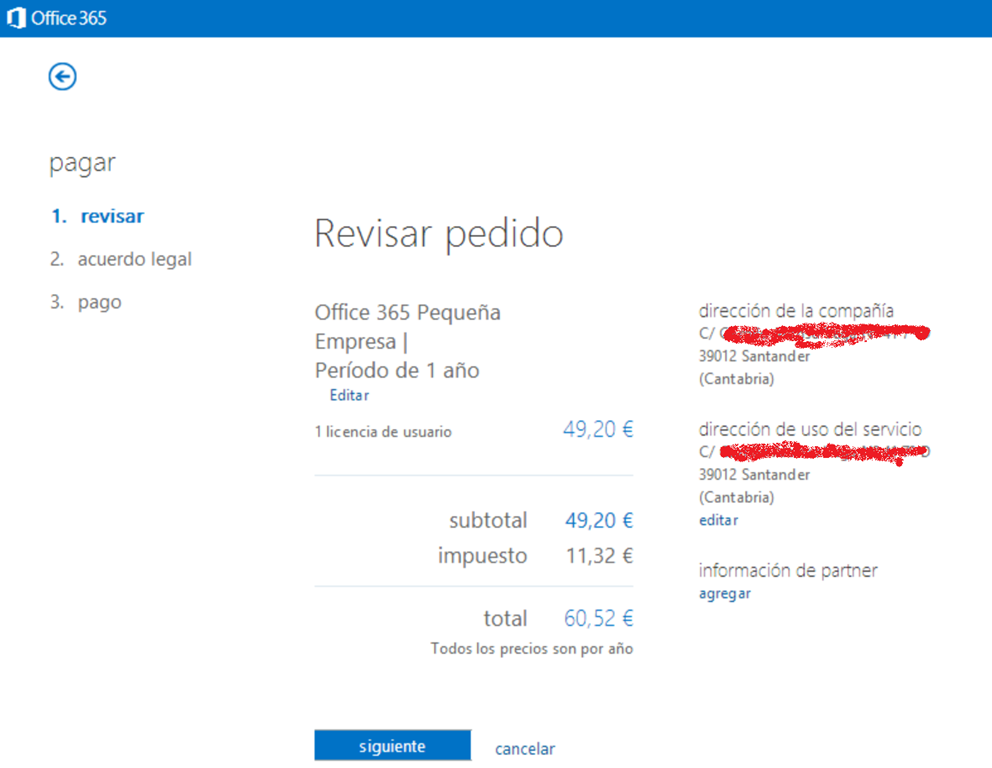 Office 365
pagar
1. revisar
2. acuerdo legal
3. pago
Revisar pedido
Office 365 Pequeña
Empresa |
Período de 1 año
Editar
1 licencia de usuario 49,20 €
subtotal 49,20 €
impuesto 11,32 €
total 60,52 €
Todos los precios son por año
siguiente cancelar
dirección de la compañía
C/
39012 Santander
(Cantabria)
dirección de uso del servicio
C/
39012 Santander
(Cantabria)
editar
información de partner
agregar